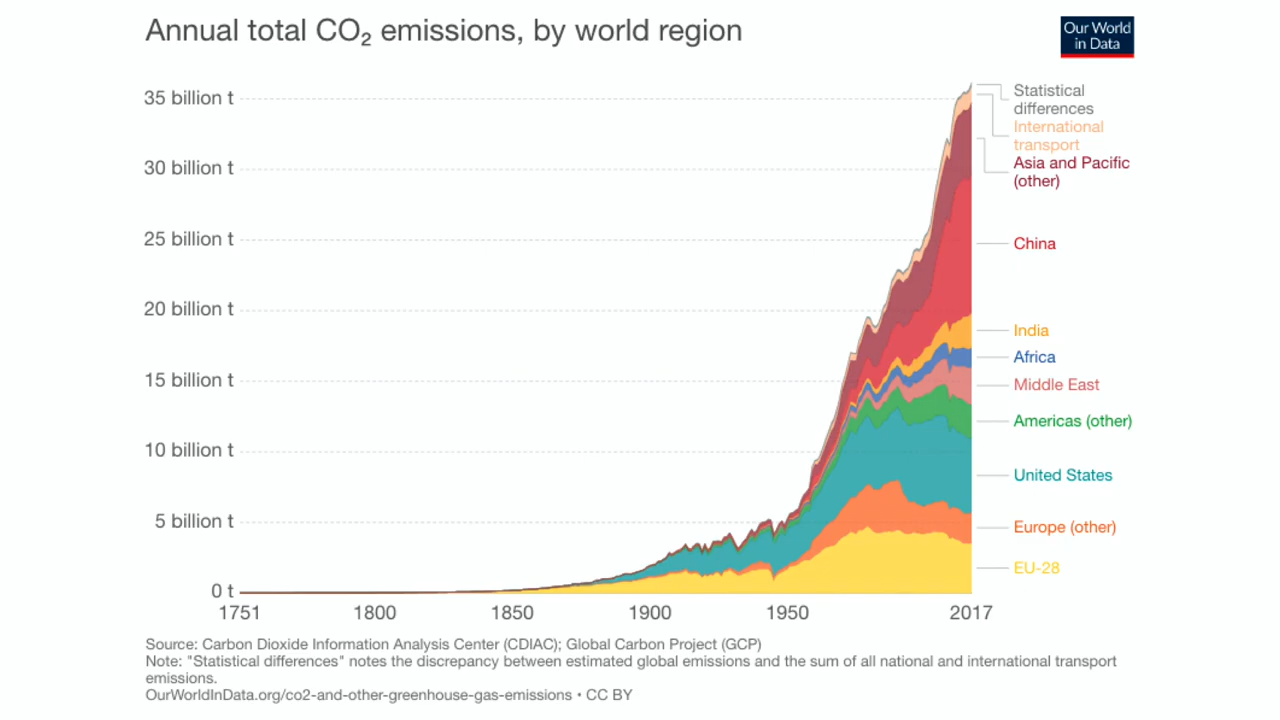 Annual total CO₂ emissions, by world region
Our World
in Data
35 billion t
30 billion t
25 billion t
20 billion t
15 billion t
10 billion t
5 billion t
0 t
1751
1800
1850
1900
1950
2017
Statistical
differences
International
transport
Asia and Pacific
(other)
China
India
Africa
Middle East
Americas (other)
United States
Europe (other)
EU-28
Source: Carbon Dioxide Information Analysis Center (CDIAC); Global Carbon Project (GCP)
Note: "Statistical differences" notes the discrepancy between estimated global emissions and the sum of all national and international transport
emissions.
OurWorldInData.org/co2-and-other-greenhouse-gas-emissions • CC BY